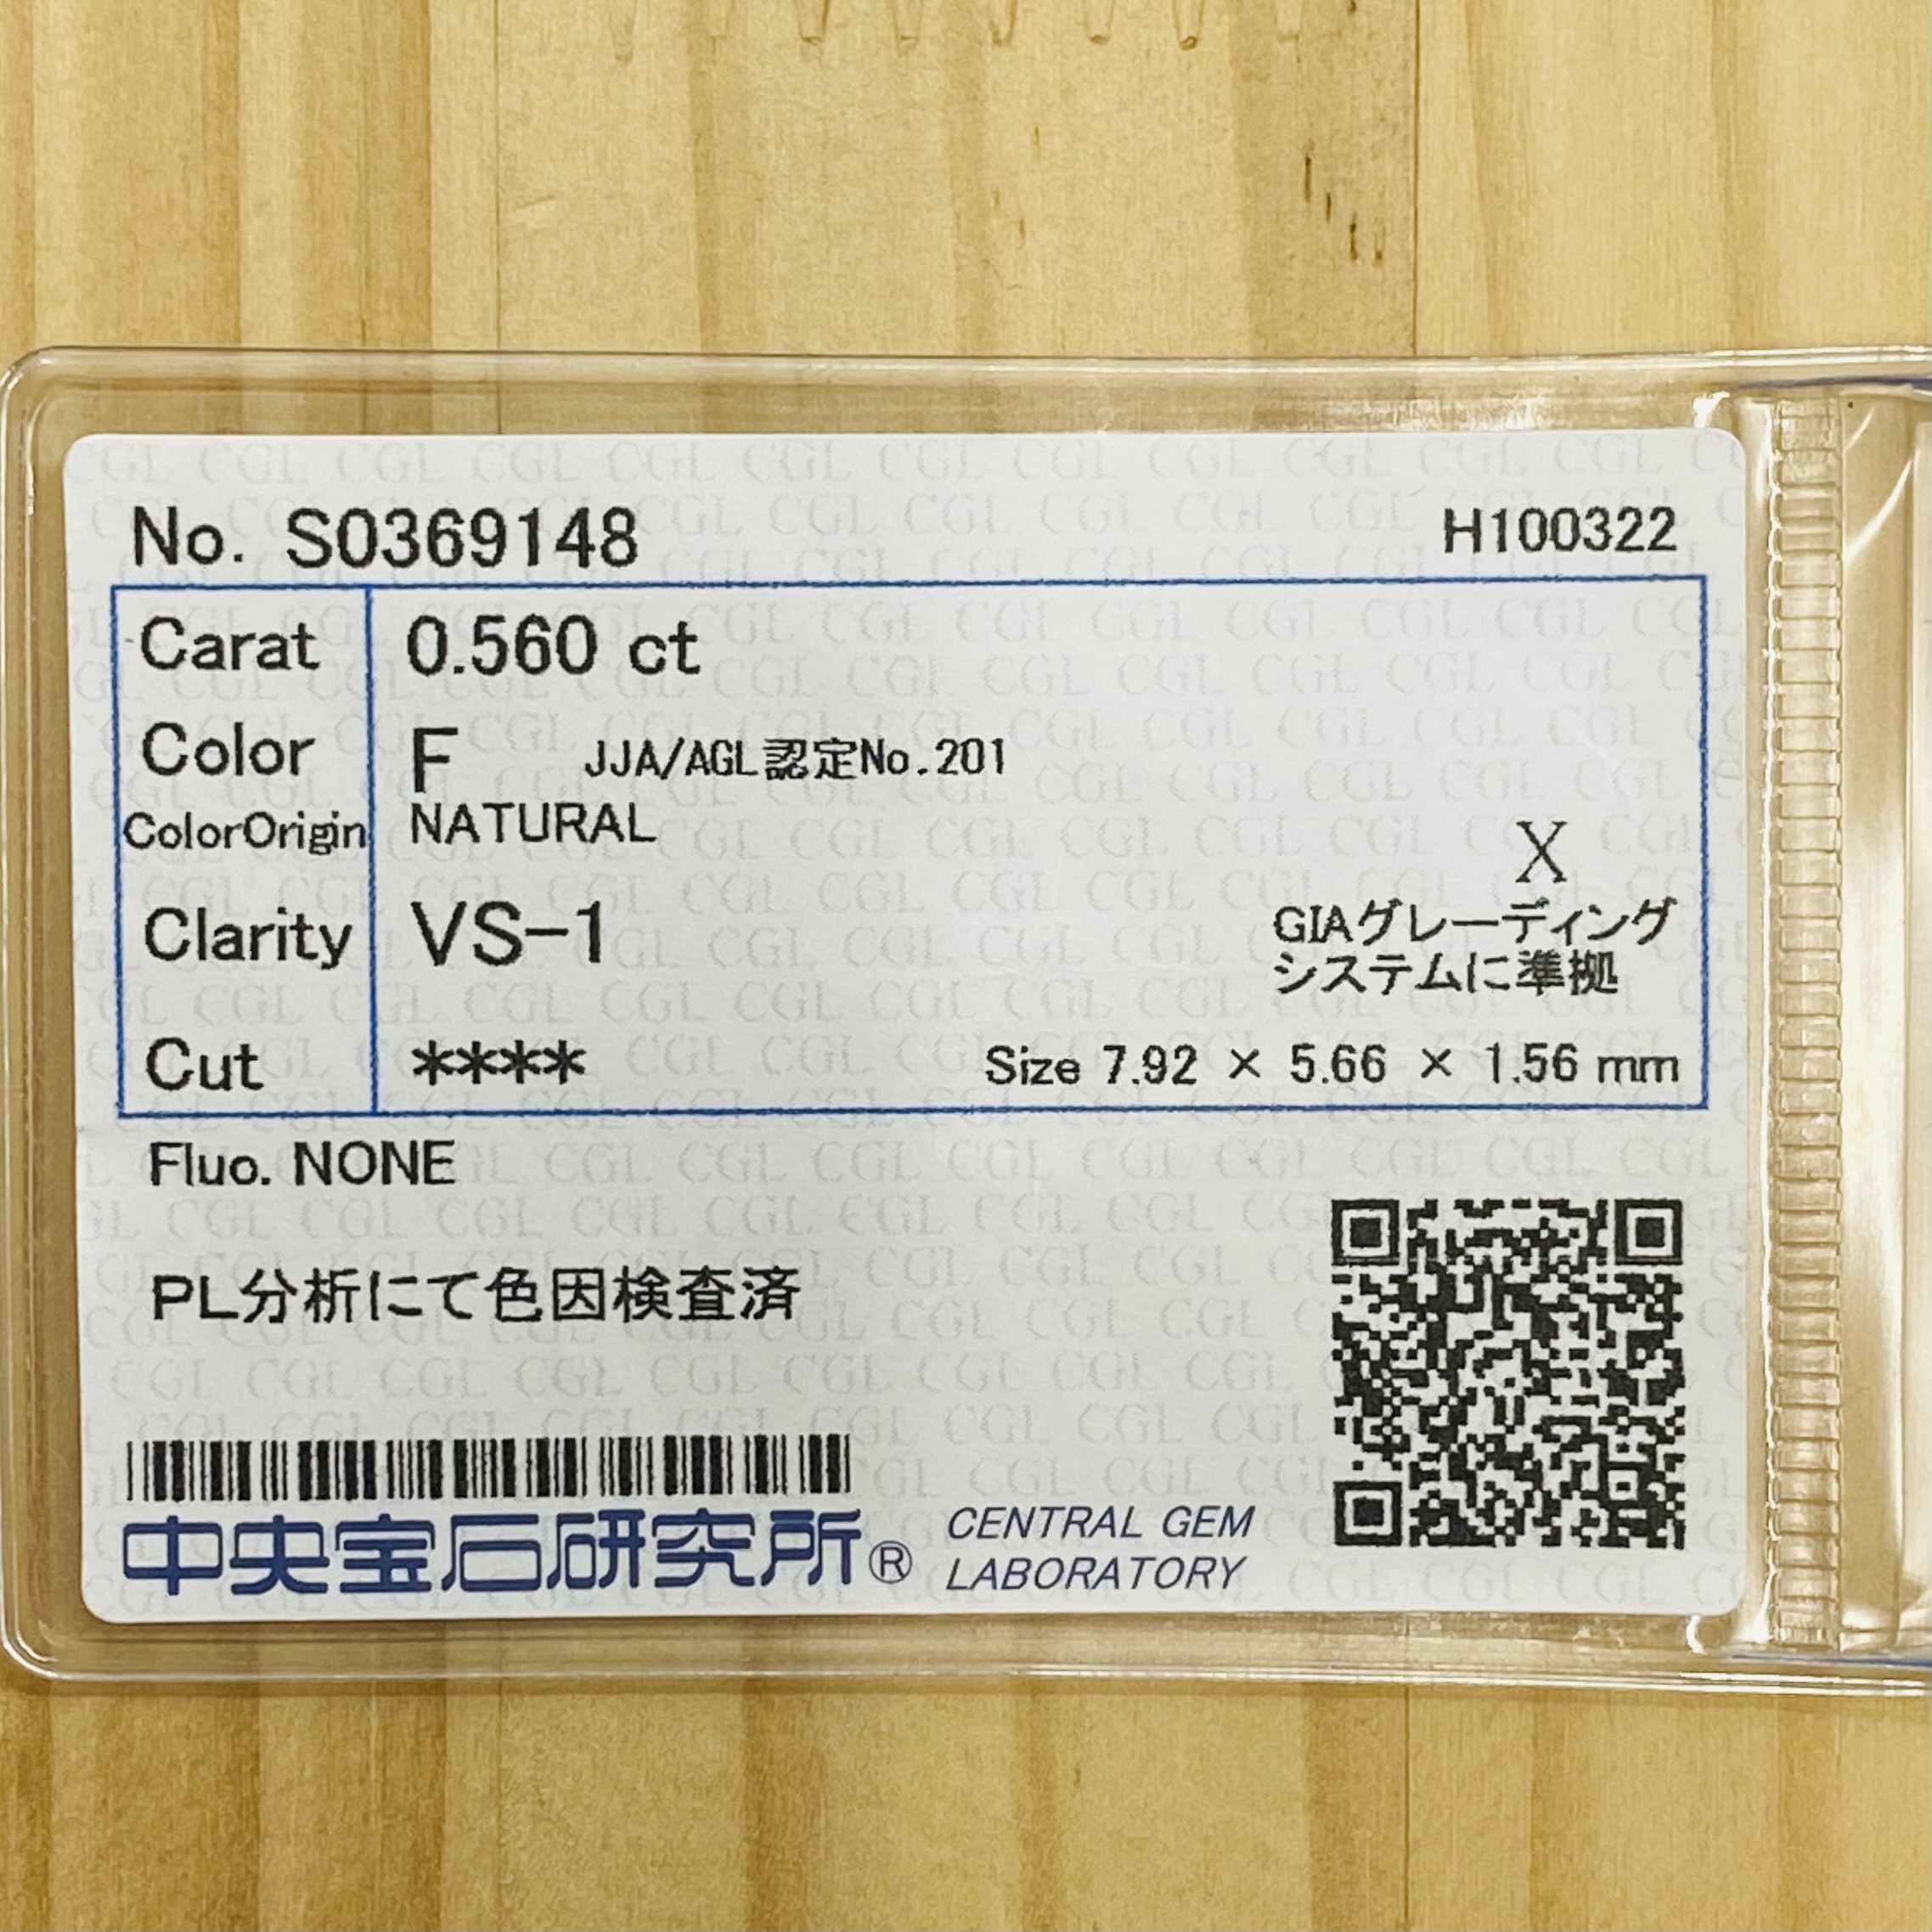 No. S0369148 H100322
Carat 0.560 ct
Color F JJA/AGL認定No.201
ColorOrigin NATURAL
X
Clarity VS-1 GIAグレーディング
システムに準拠
Cut **** Size 7.92 × 5.66 × 1.56 mm
Fluo. NONE
PL分析にて色因検査済
中央宝石研究所® CENTRAL GEM
LABORATORY